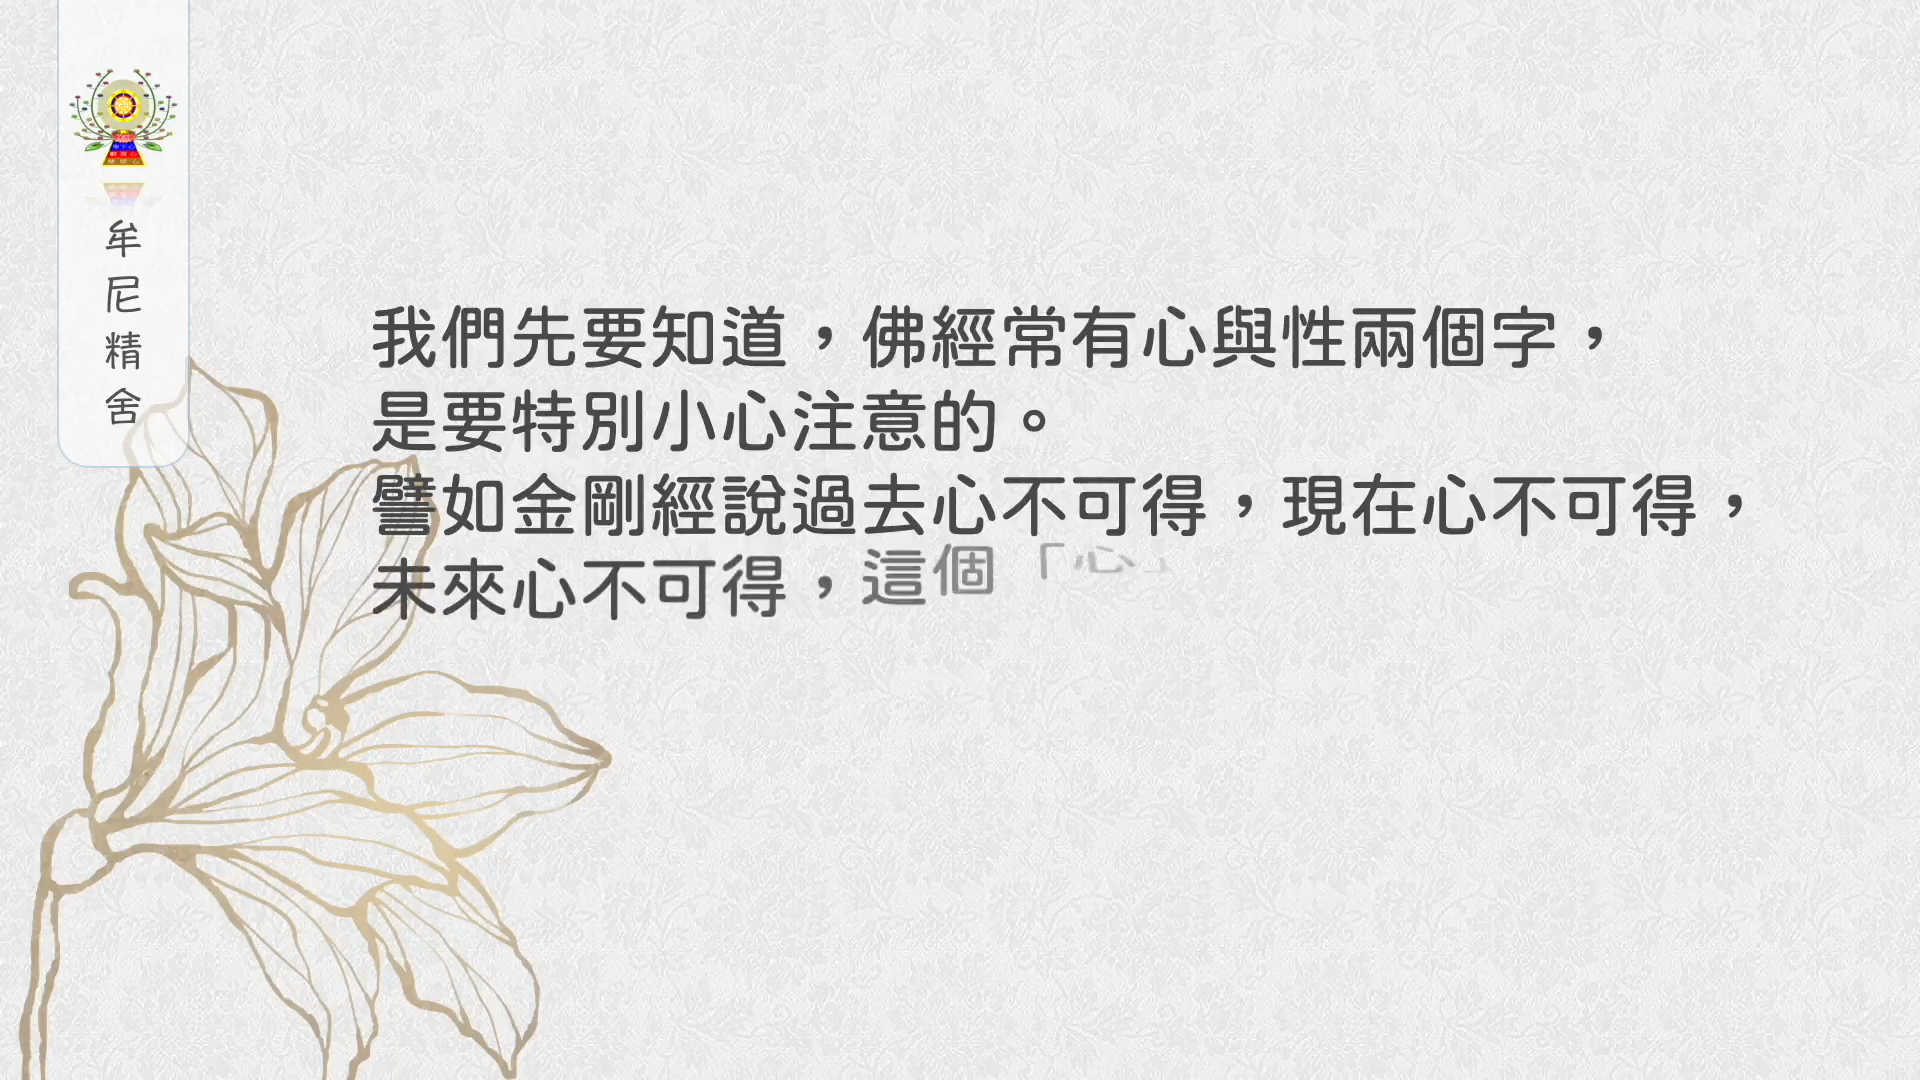 牟尼精舍
我們先要知道，佛經常有心與性兩個字，
是要特別小心注意的。
譬如金剛經說過去心不可得，現在心不可得，
未來心不可得，這個「心」